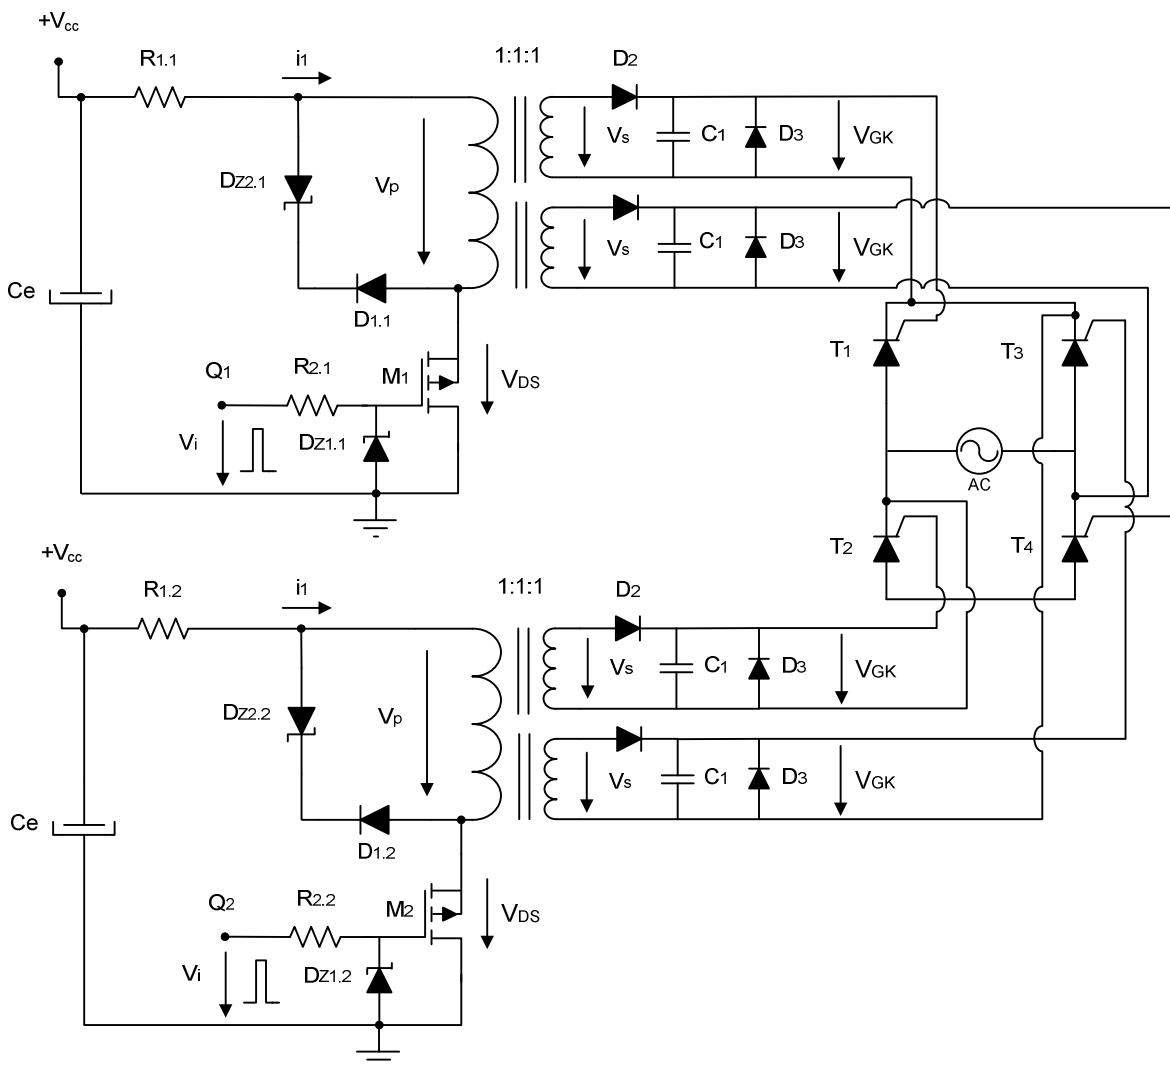 +Vcc
R1.1
i1
1:1:1
D2
Vs
C1
D3
VGK
DZ2.1
Vp
Vs
C1
D3
VGK
Ce
D1.1
T1
T3
Q1
R2.1
M1
VDS
Vi
DZ1.1
AC
T2
T4
+Vcc
R1.2
i1
1:1:1
D2
Vs
C1
D3
VGK
DZ2.2
Vp
Vs
C1
D3
VGK
Ce
D1.2
Q2
R2.2
M2
VDS
Vi
DZ1.2